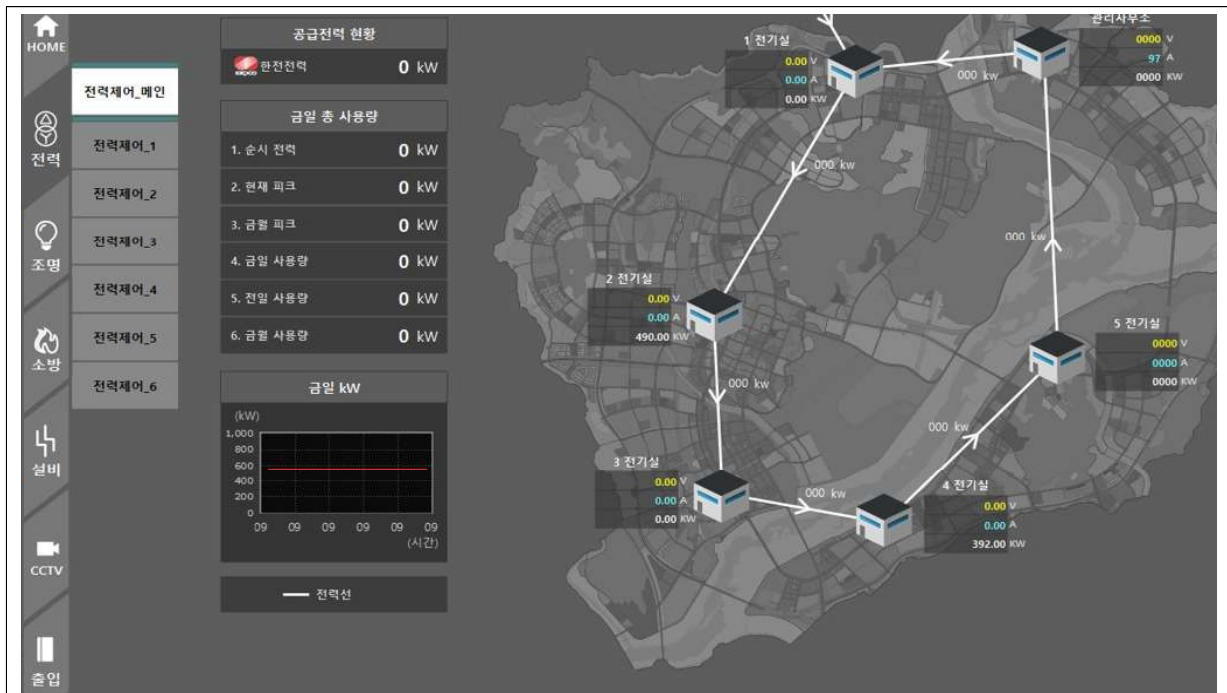 HOME
전력
조명
소방
설비
CCTV
출입
전력제어_메인
전력제어_1
전력제어_2
전력제어_3
전력제어_4
전력제어_5
전력제어_6
공급전력 현황
KEPCO 한전전력 0 kW
금일 총 사용량
1. 순시 전력 0 kW
2. 현재 피크 0 kW
3. 금월 피크 0 kW
4. 금일 사용량 0 kW
5. 전일 사용량 0 kW
6. 금월 사용량 0 kW
금일 kW
(kW)
1,000
800
600
400
200
0
09 09 09 09 09 09
(시간)
전력선
1 전기실
0.00 V
0.00 A
0.00 KW
관리사무소
0000 V
97 A
0000 KW
000 kw
000 kw
000 kw
2 전기실
0.00 V
0.00 A
490.00 KW
5 전기실
0000 V
0000 A
0000 KW
000 kw
000 kw
3 전기실
0.00 V
0.00 A
0.00 KW
000 kw
4 전기실
0.00 V
0.00 A
392.00 KW